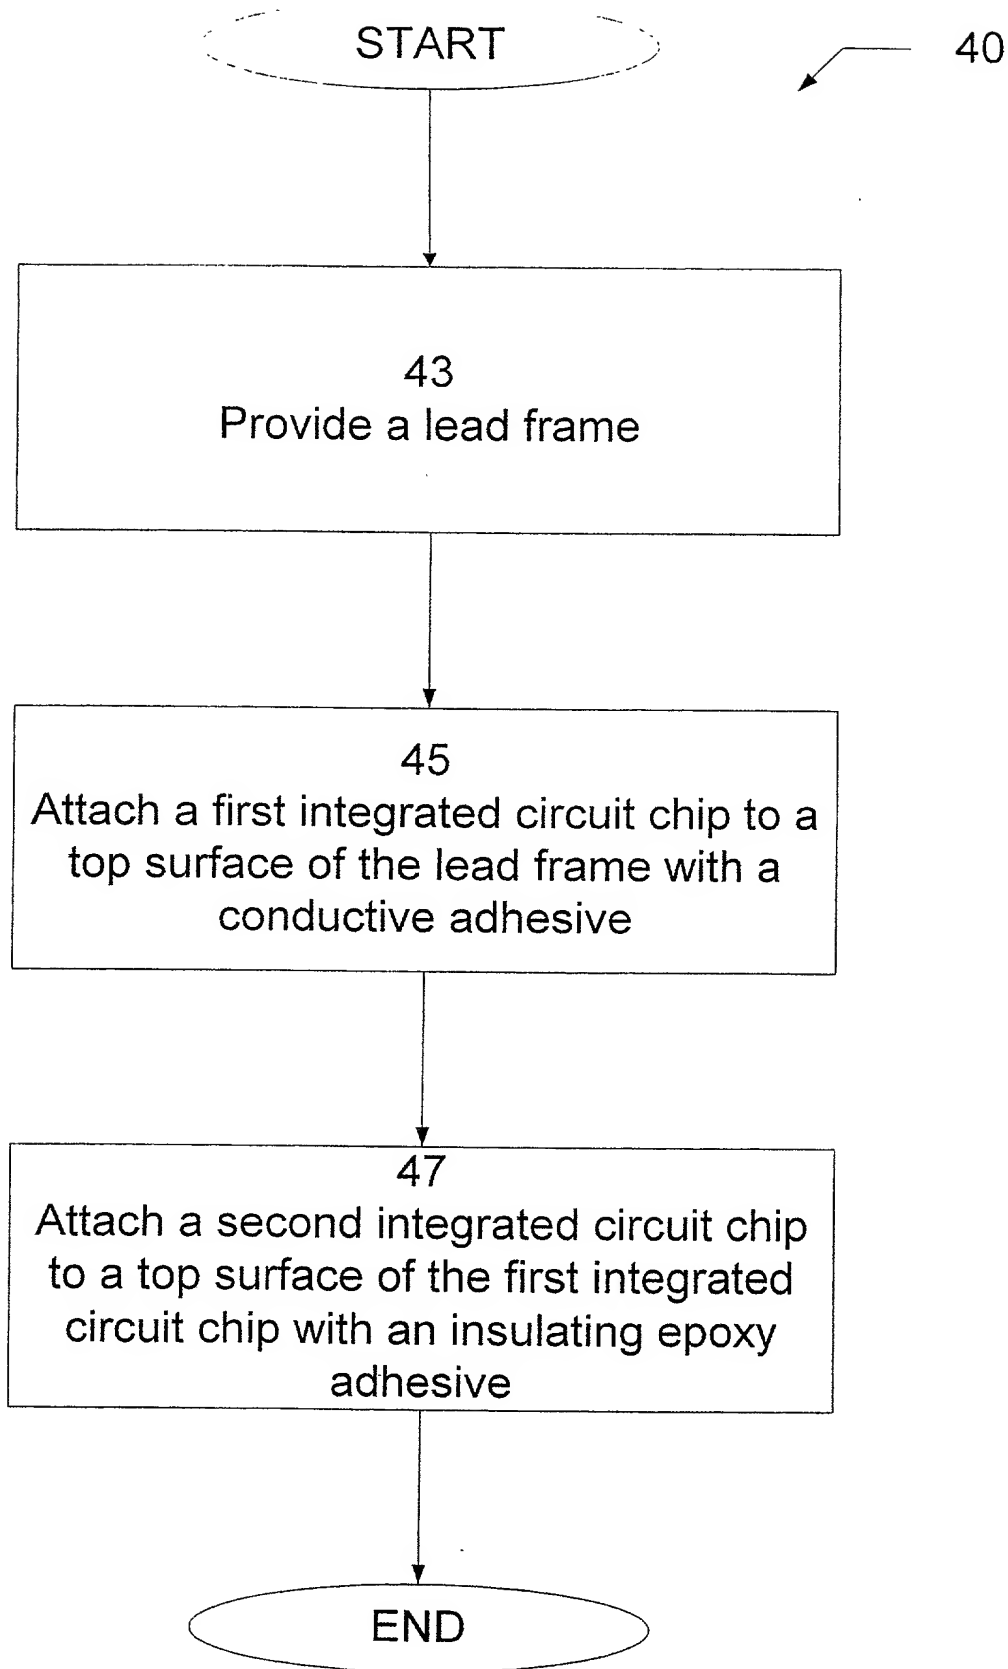 START
40
43
Provide a lead frame
45
Attach a first integrated circuit chip to a
top surface of the lead frame with a
conductive adhesive
47
Attach a second integrated circuit chip
to a top surface of the first integrated
circuit chip with an insulating epoxy
adhesive
END